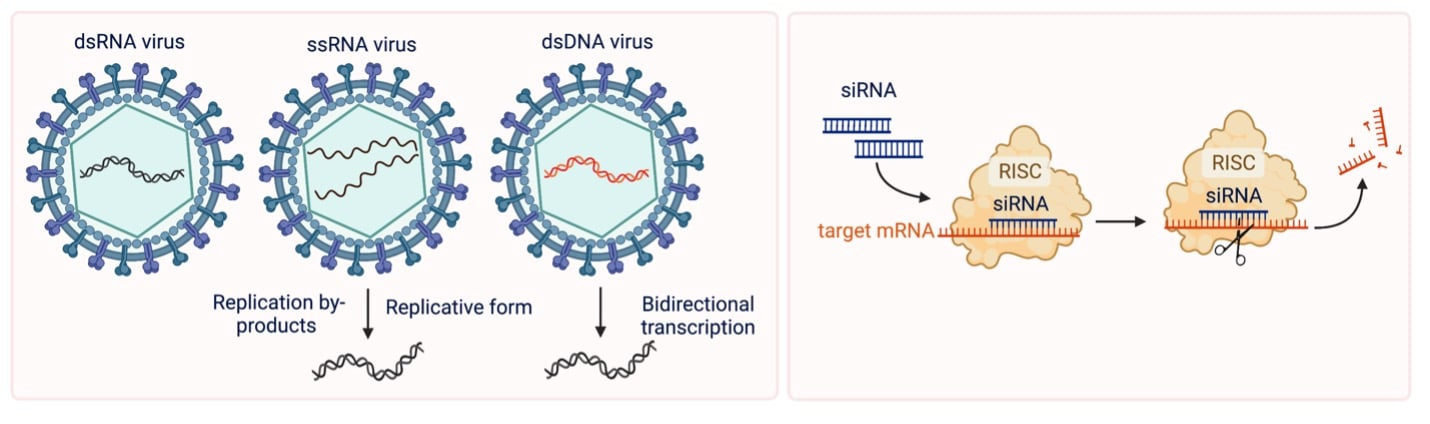 dsRNA virus
ssRNA virus
dsDNA virus
Replication by-
products
Replicative form
Bidirectional
transcription
siRNA
RISC
siRNA
target mRNA
RISC
siRNA